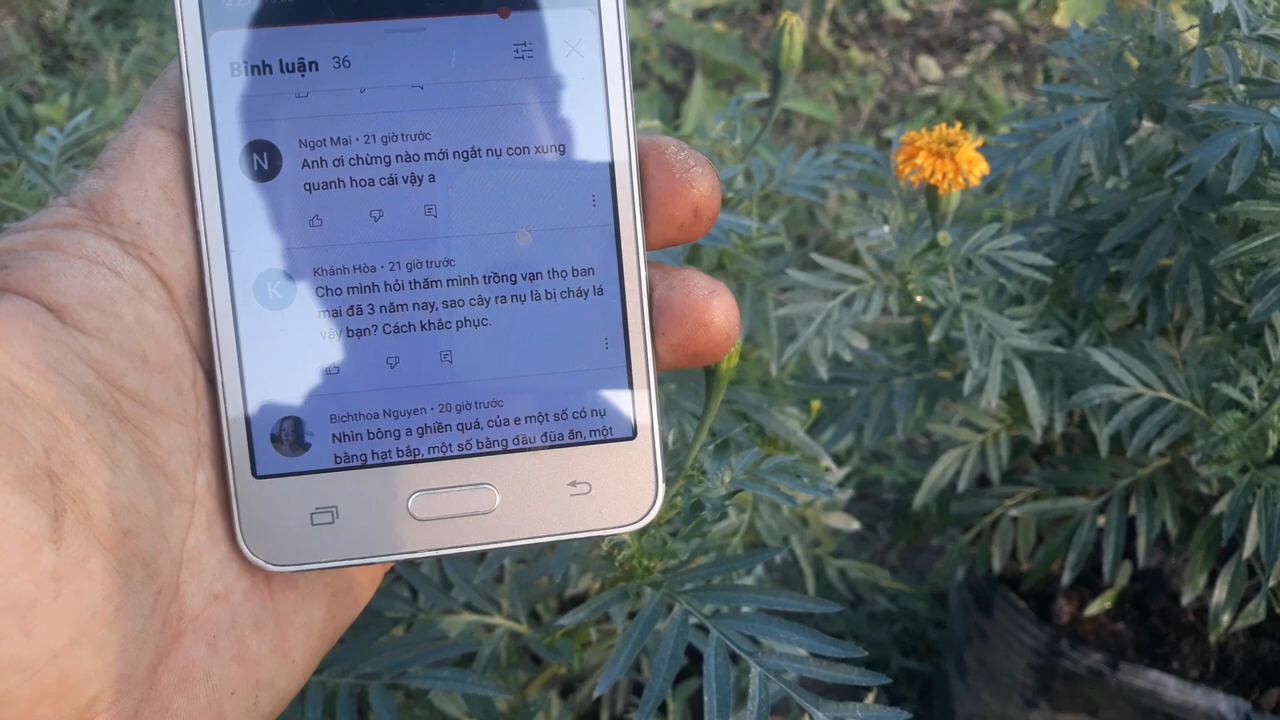 Bình luận 36
N
Ngọt Mai • 21 giờ trước
Anh ơi chừng nào mới ngắt nụ con xung
quanh hoa cái vậy a
K
Khánh Hòa • 21 giờ trước
Cho mình hỏi thăm mình trồng vạn thọ ban
mai đã 3 năm nay, sao cây ra nụ là bị cháy lá
vậy bạn? Cách khắc phục.
Bichthoa Nguyen • 20 giờ trước
Nhìn bông a ghiền quá, của e một số có nụ
bằng hạt bắp, một số bằng đầu đũa ăn, một